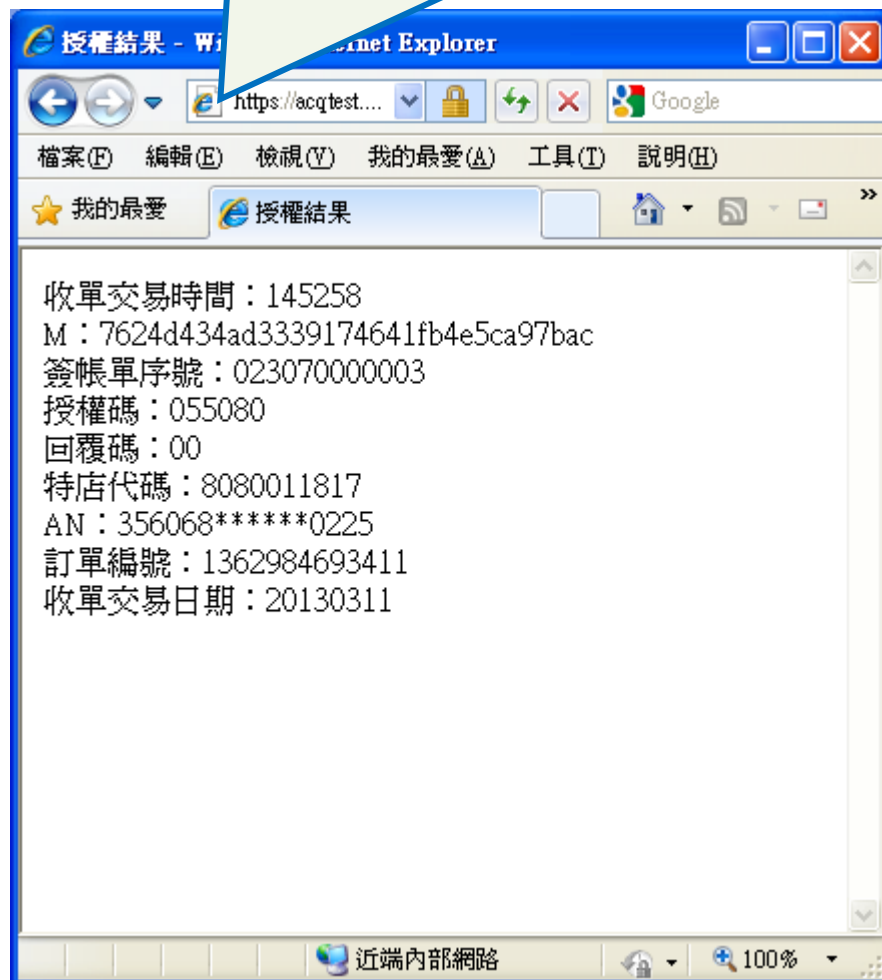 授權結果 - Wi rnet Explorer
https://acqtest.... Google
檔案(F) 編輯(E) 檢視(V) 我的最愛(A) 工具(T) 說明(H)
我的最愛 授權結果 »
收單交易時間：145258
M：7624d434ad3339174641fb4e5ca97bac
簽帳單序號：023070000003
授權碼：055080
回覆碼：00
特店代碼：8080011817
AN：356068******0225
訂單編號：1362984693411
收單交易日期：20130311
近端內部網路 100%